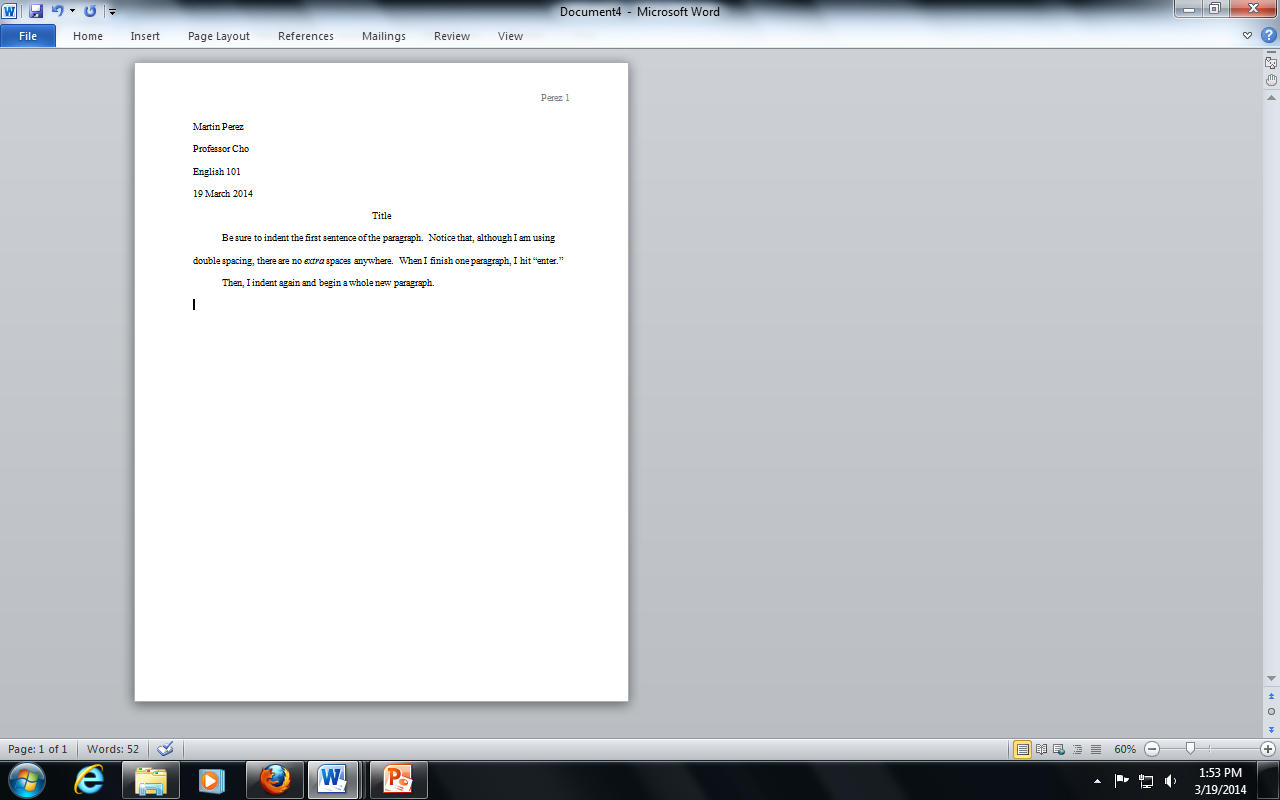 Document4 - Microsoft Word
File Home Insert Page Layout References Mailings Review View
Perez 1
Martin Perez
Professor Cho
English 101
19 March 2014
Title
Be sure to indent the first sentence of the paragraph.  Notice that, although I am using
double spacing, there are no extra spaces anywhere.  When I finish one paragraph, I hit “enter.”
Then, I indent again and begin a whole new paragraph.
Page: 1 of 1 Words: 52 60%
1:53 PM
3/19/2014